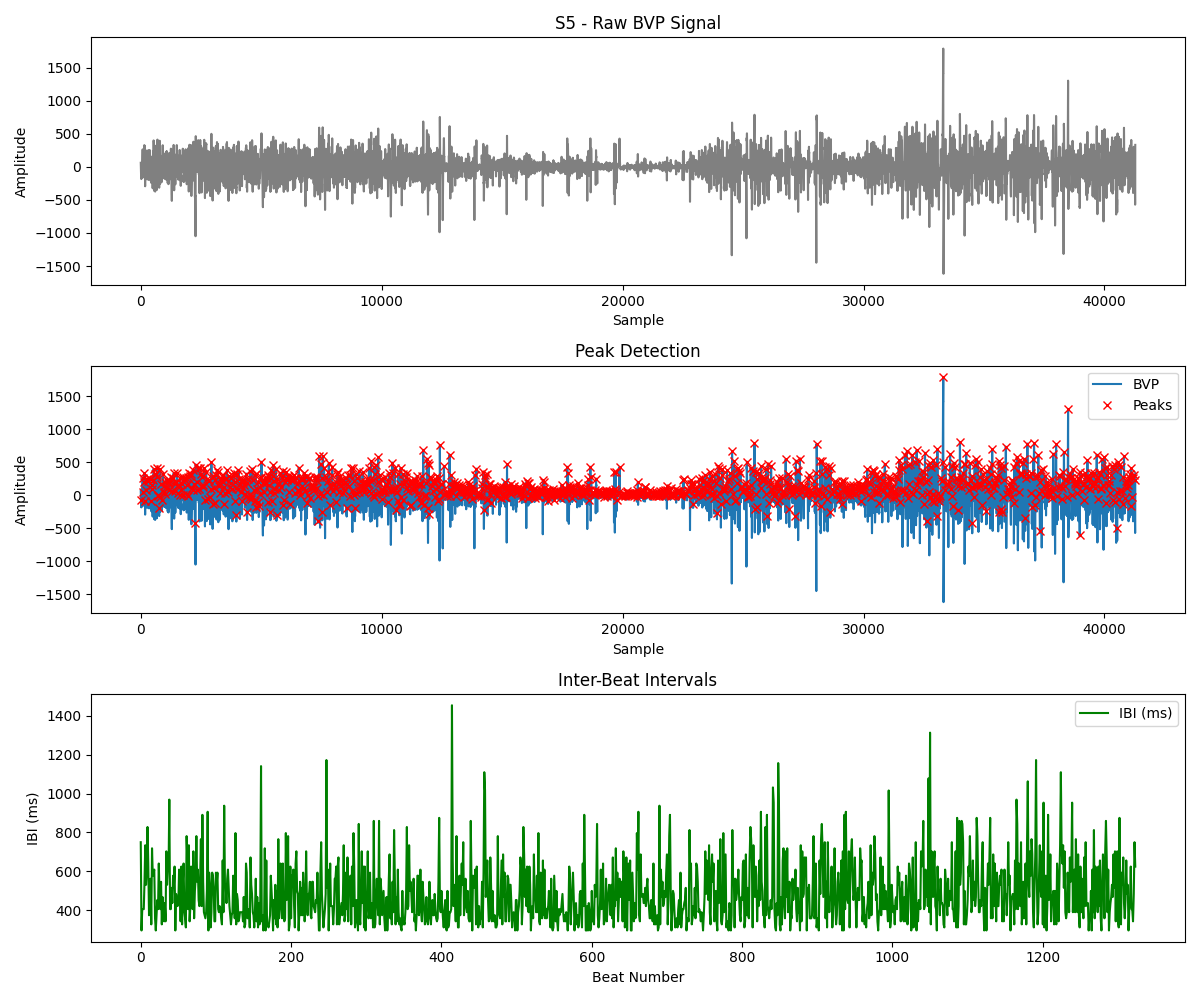 S5 - Raw BVP Signal
1500
1000
500
0
−500
−1000
−1500
Amplitude
0 10000 20000 30000 40000
Sample
Peak Detection
BVP
Peaks
1500
1000
500
0
−500
−1000
−1500
Amplitude
0 10000 20000 30000 40000
Sample
Inter-Beat Intervals
IBI (ms)
1400
1200
1000
800
600
400
IBI (ms)
0 200 400 600 800 1000 1200
Beat Number